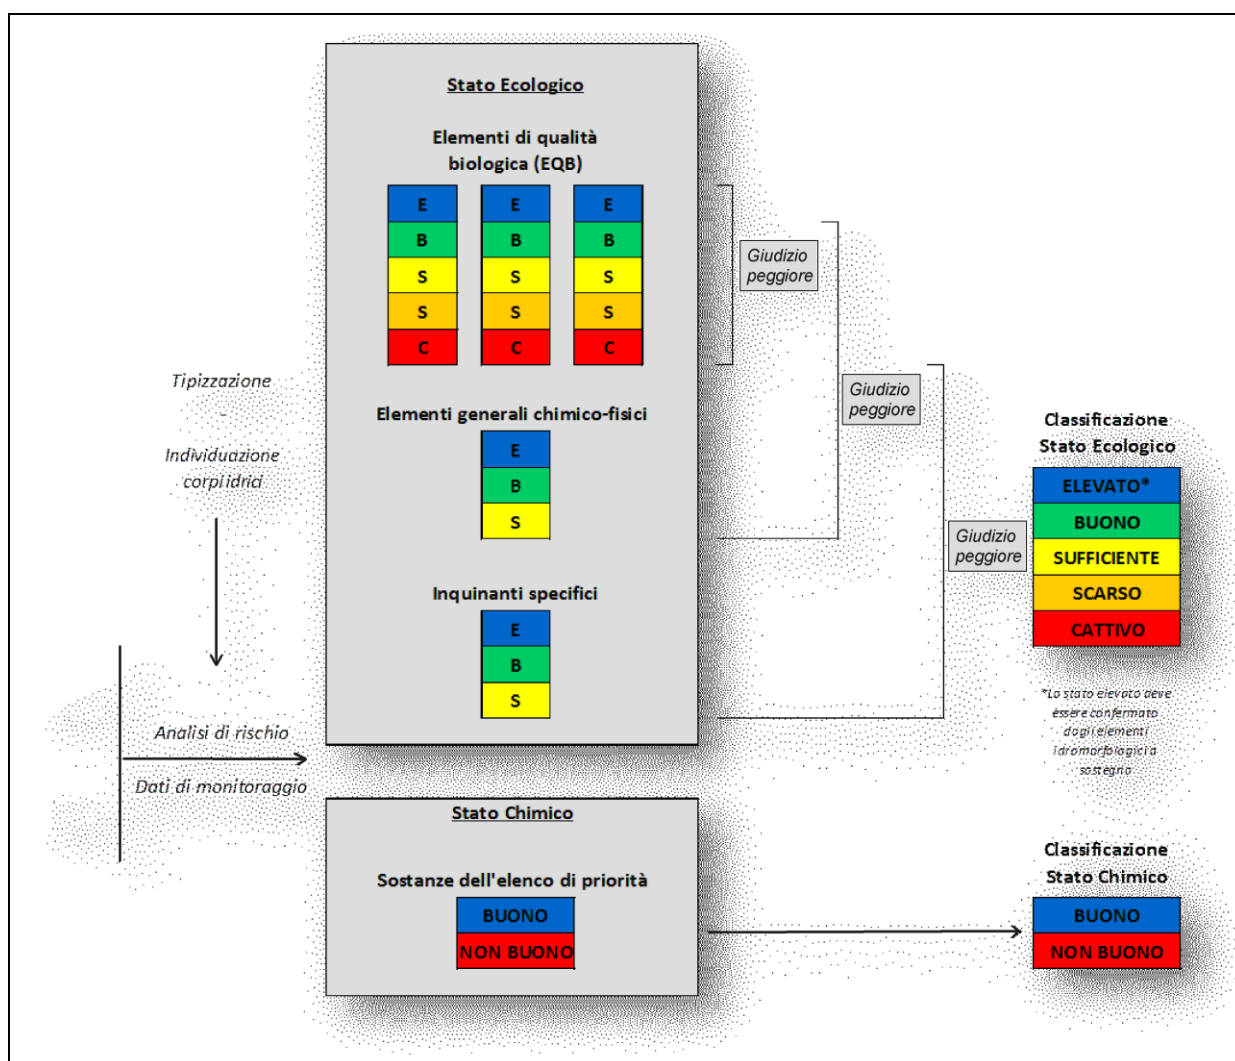 Stato Ecologico
Elementi di qualità
biologica (EQB)
E E E
B B B
S S S
S S S
C C C
Giudizio
peggiore
Tipizzazione
–
Individuazione
corpi idrici
Elementi generali chimico-fisici
E
B
S
Giudizio
peggiore
Inquinanti specifici
E
B
S
Giudizio
peggiore
Classificazione
Stato Ecologico
ELEVATO*
BUONO
SUFFICIENTE
SCARSO
CATTIVO
*Lo stato elevato deve
essere confermato
dagli elementi
idromorfologici a
sostegno
Analisi di rischio
Dati di monitoraggio
Stato Chimico
Sostanze dell'elenco di priorità
BUONO
NON BUONO
Classificazione
Stato Chimico
BUONO
NON BUONO